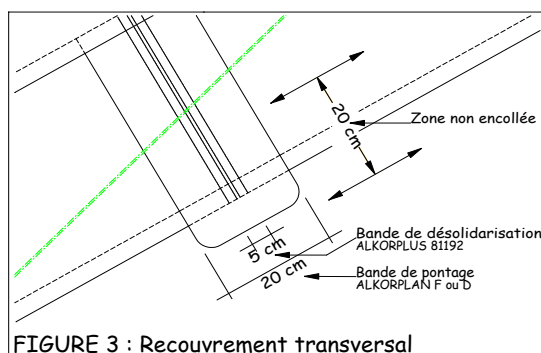 20 cm
Zone non encollée
Bande de désolidarisation
ALKORPLUS 81192
5 cm
20 cm
Bande de pontage
ALKORPLAN F ou D
FIGURE 3 : Recouvrement transversal